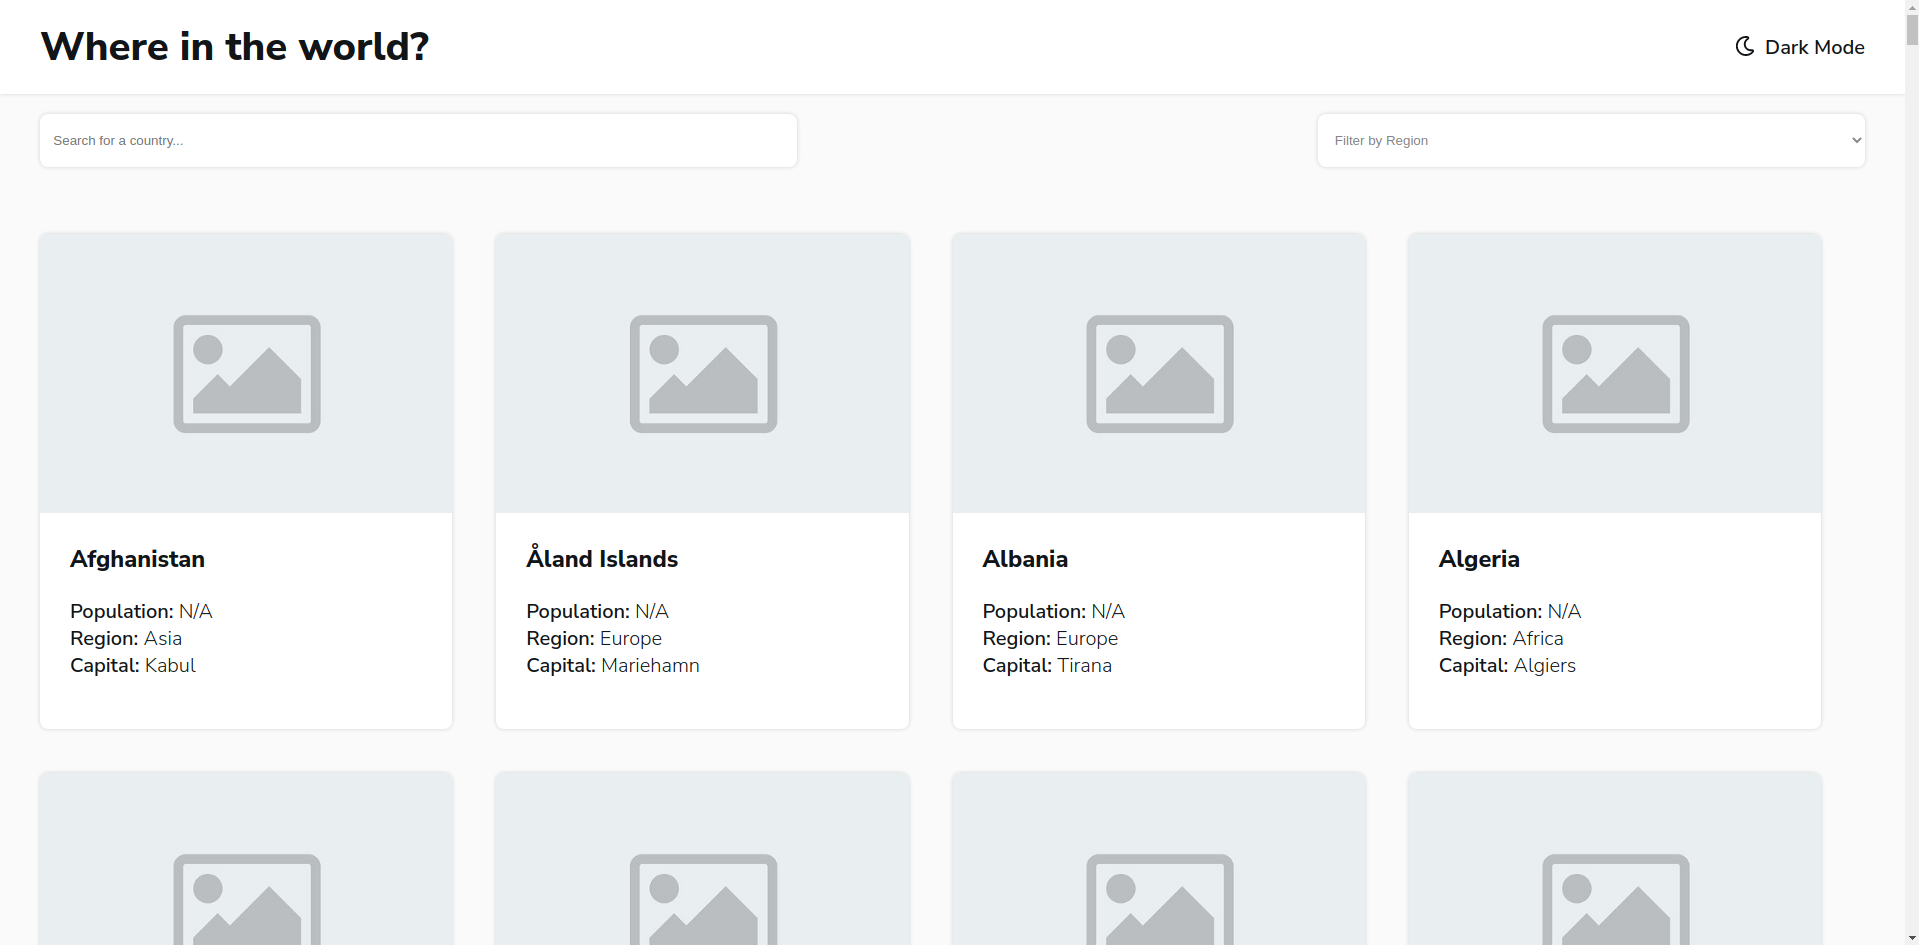 Where in the world?
Dark Mode
Search for a country...
Filter by Region
Afghanistan
Population: N/A
Region: Asia
Capital: Kabul
Åland Islands
Population: N/A
Region: Europe
Capital: Mariehamn
Albania
Population: N/A
Region: Europe
Capital: Tirana
Algeria
Population: N/A
Region: Africa
Capital: Algiers